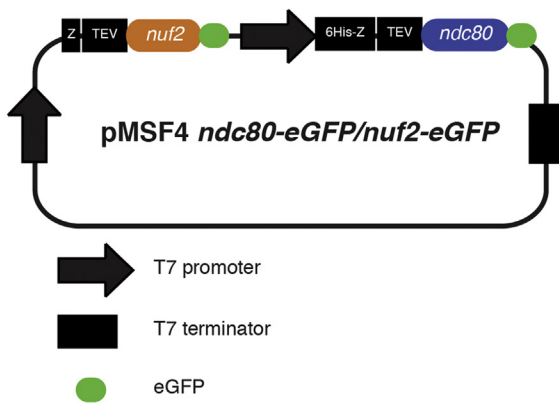 Z TEV nuf2 6His-Z TEV ndc80
pMSF4 ndc80-eGFP/nuf2-eGFP
T7 promoter
T7 terminator
eGFP